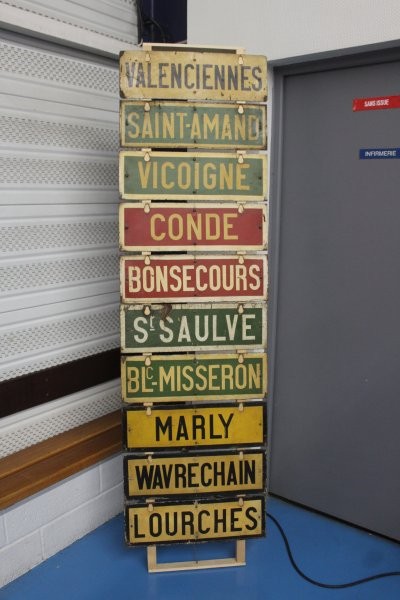 VALENCIENNES
SAINT-AMAND
VICOIGNE
CONDE
BONSECOURS
ST SAULVE
BLC-MISSERON
MARLY
WAVRECHAIN
LOURCHES
SANS ISSUE
INFIRMERIE